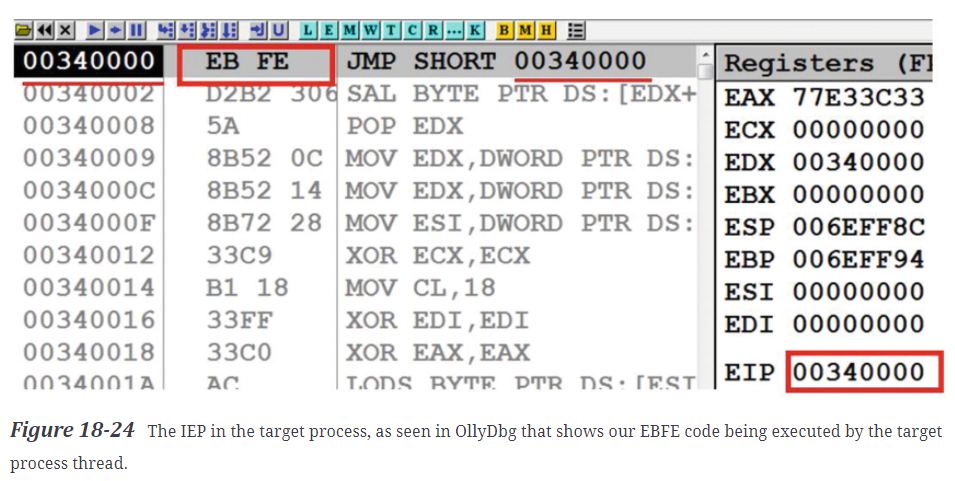 L E M W T C R ... K B M H
00340000 EB FE JMP SHORT 00340000 Registers (F
00340002 D2B2 306 SAL BYTE PTR DS:[EDX+ EAX 77E33C33
00340008 5A POP EDX ECX 00000000
00340009 8B52 0C MOV EDX,DWORD PTR DS: EDX 00340000
0034000C 8B52 14 MOV EDX,DWORD PTR DS: EBX 00000000
0034000F 8B72 28 MOV ESI,DWORD PTR DS: ESP 006EFF8C
00340012 33C9 XOR ECX,ECX EBP 006EFF94
00340014 B1 18 MOV CL,18 ESI 00000000
00340016 33FF XOR EDI,EDI EDI 00000000
00340018 33C0 XOR EAX,EAX EIP 00340000
0034001A AC LODS BYTE PTR DS:[ESI
Figure 18-24 The IEP in the target process, as seen in OllyDbg that shows our EBFE code being executed by the target
process thread.